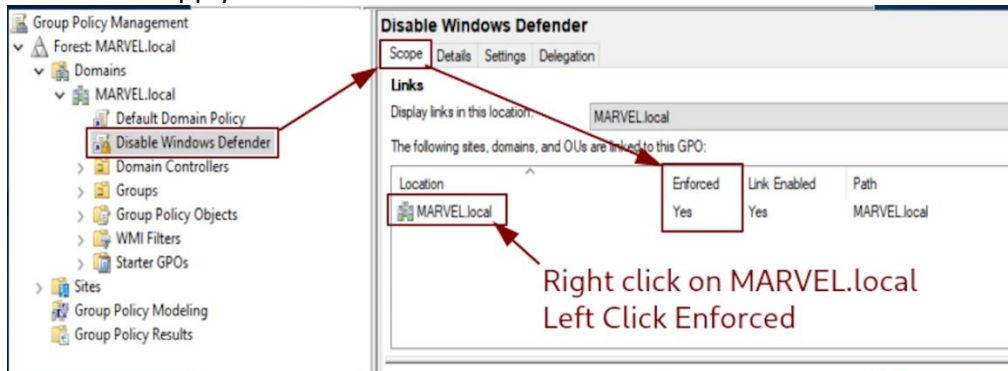 Group Policy Management
Forest: MARVEL.local
Domains
MARVEL.local
Default Domain Policy
Disable Windows Defender
Domain Controllers
Groups
Group Policy Objects
WMI Filters
Starter GPOs
Sites
Group Policy Modeling
Group Policy Results
Disable Windows Defender
Scope Details Settings Delegation
Links
Display links in this location: MARVEL.local
The following sites, domains, and OUs are linked to this GPO:
Location Enforced Link Enabled Path
MARVEL.local Yes Yes MARVEL.local
Right click on MARVEL.local
Left Click Enforced